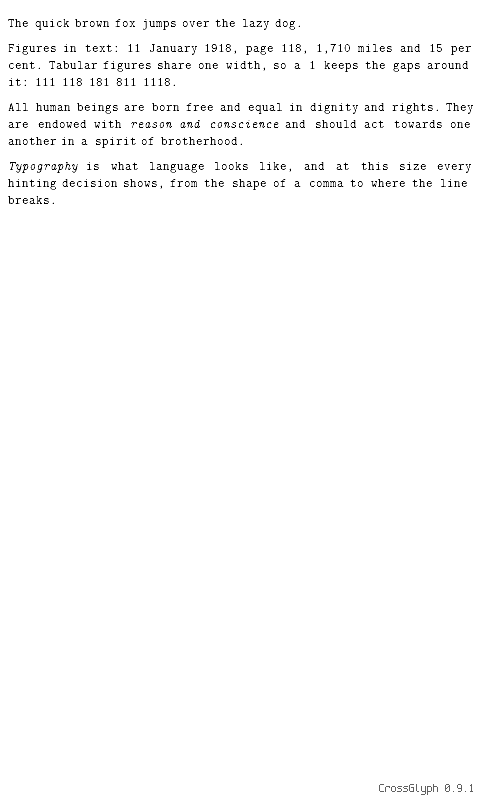 The quick brown fox jumps over the lazy dog.
Figures in text: 11 January 1918, page 118, 1,710 miles and 15 per
cent. Tabular figures share one width, so a 1 keeps the gaps around
it: 111 118 181 811 1118.
All human beings are born free and equal in dignity and rights. They
are endowed with reason and conscience and should act towards one
another in a spirit of brotherhood.
Typography is what language looks like, and at this size every
hinting decision shows, from the shape of a comma to where the line
breaks.
CrossGlyph 0.9.1